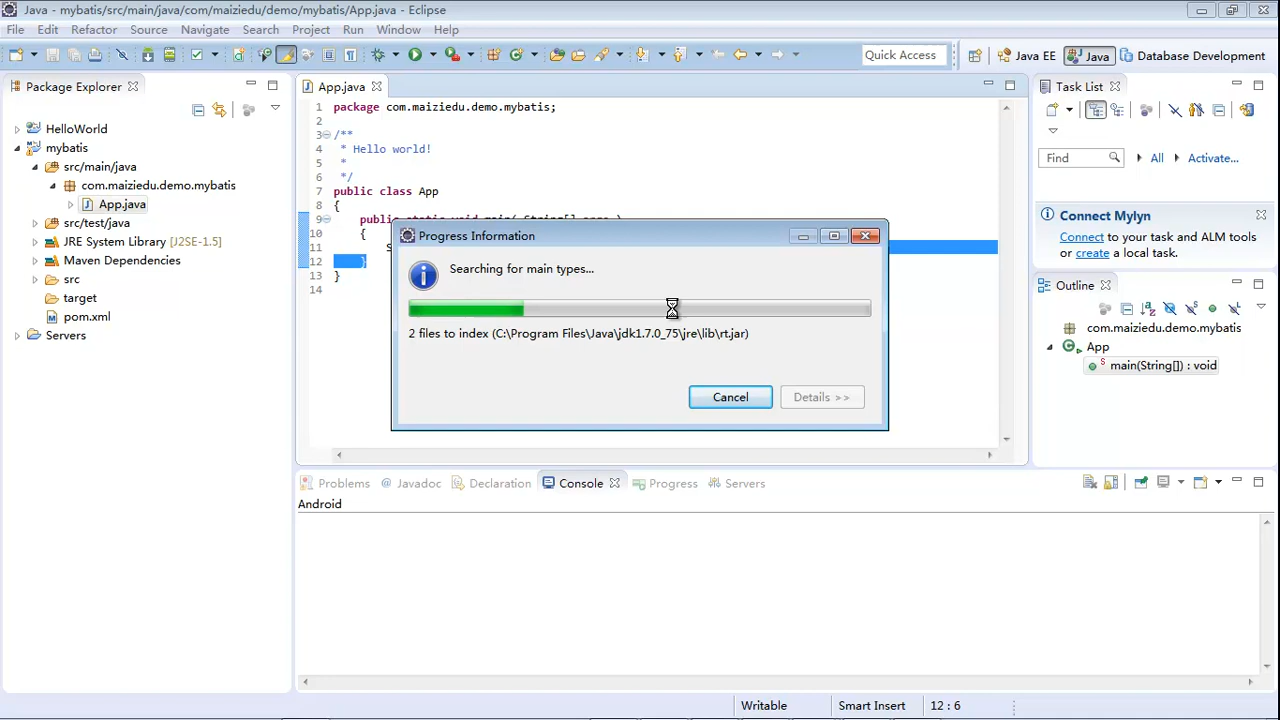 Java - mybatis/src/main/java/com/maiziedu/demo/mybatis/App.java - Eclipse
File Edit Refactor Source Navigate Search Project Run Window Help
Quick Access
Java EE
Java
Database Development
Package Explorer
HelloWorld
mybatis
src/main/java
com.maiziedu.demo.mybatis
App.java
src/test/java
JRE System Library [J2SE-1.5]
Maven Dependencies
src
target
pom.xml
Servers
App.java
1 package com.maiziedu.demo.mybatis;
2
3 /**
4 * Hello world!
5 *
6 */
7 public class App
8 {
9 public static void main( String[] args )
10 {
11 S
12 }
13 }
14
Progress Information
Searching for main types...
2 files to index (C:\Program Files\Java\jdk1.7.0_75\jre\lib\rt.jar)
Cancel
Details >>
Task List
Find
All
Activate...
Connect Mylyn
Connect to your task and ALM tools
or create a local task.
Outline
com.maiziedu.demo.mybatis
App
main(String[]) : void
Problems @ Javadoc Declaration Console Progress Servers
Android
Writable
Smart Insert
12 : 6